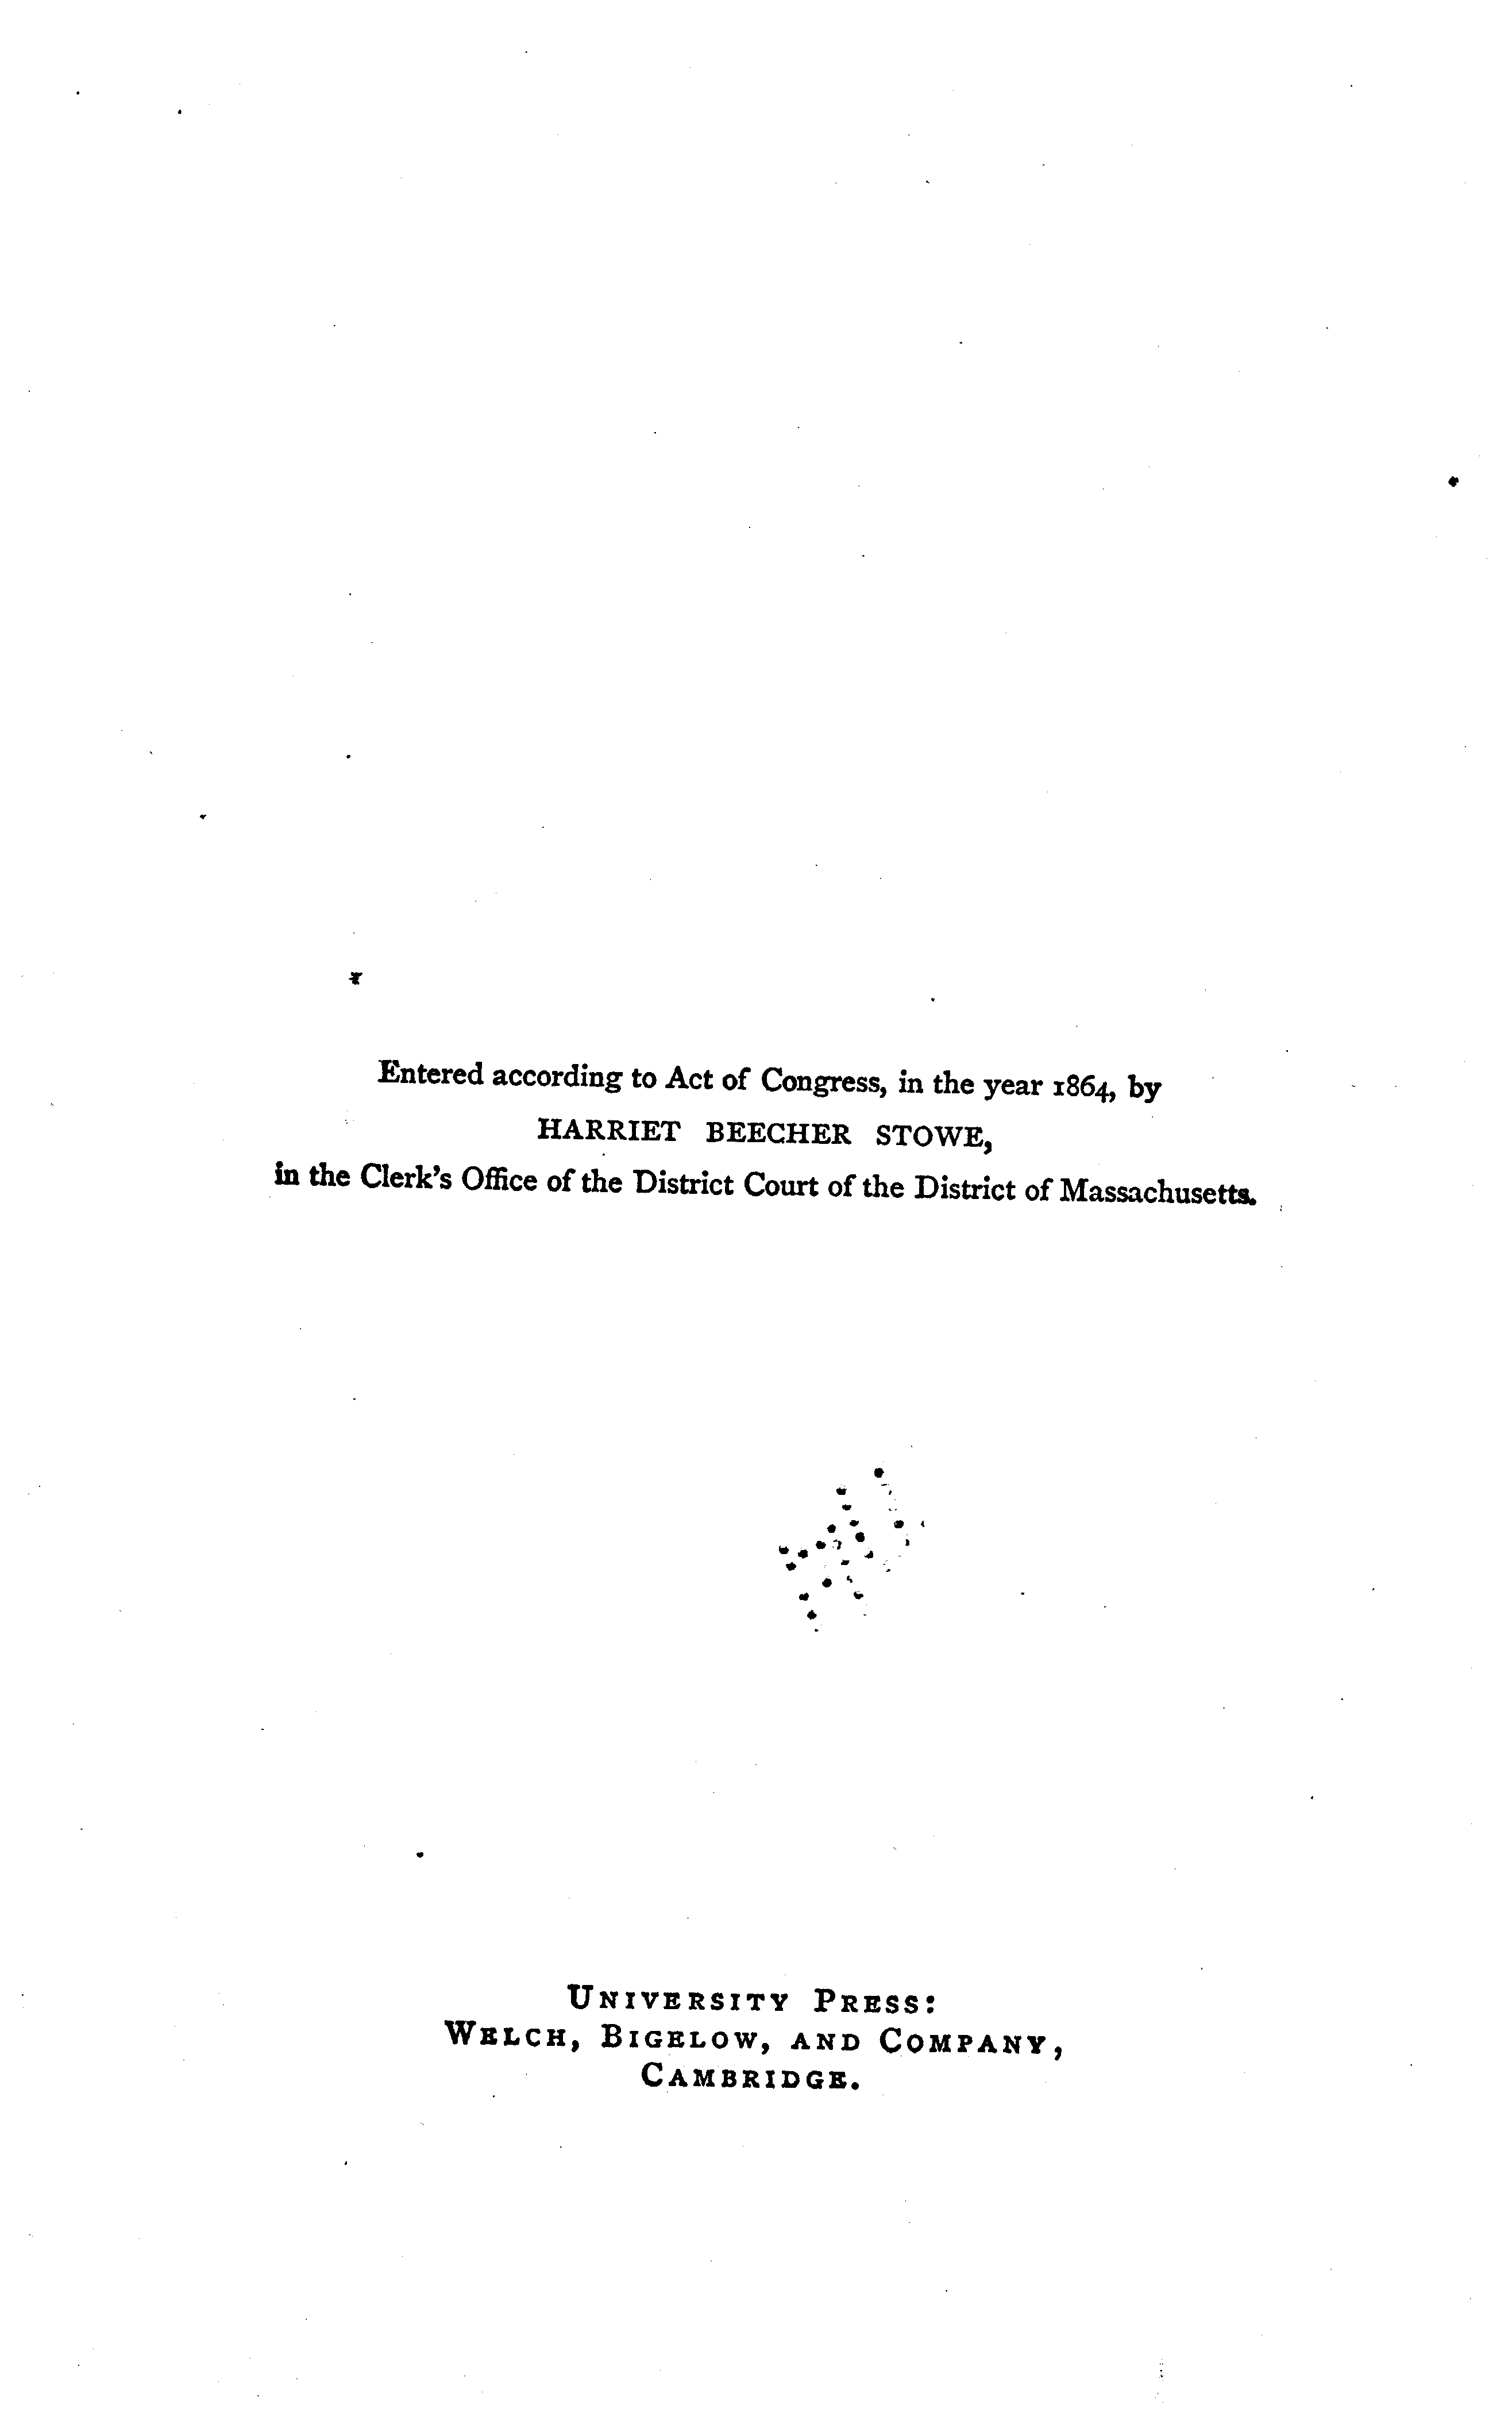 Entered according to Act of Congress, in the year 1864, by
HARRIET BEECHER STOWE,
in the Clerk's Office of the District Court of the District of Massachusetts.
UNIVERSITY PRESS:
WELCH, BIGELOW, AND COMPANY,
CAMBRIDGE.